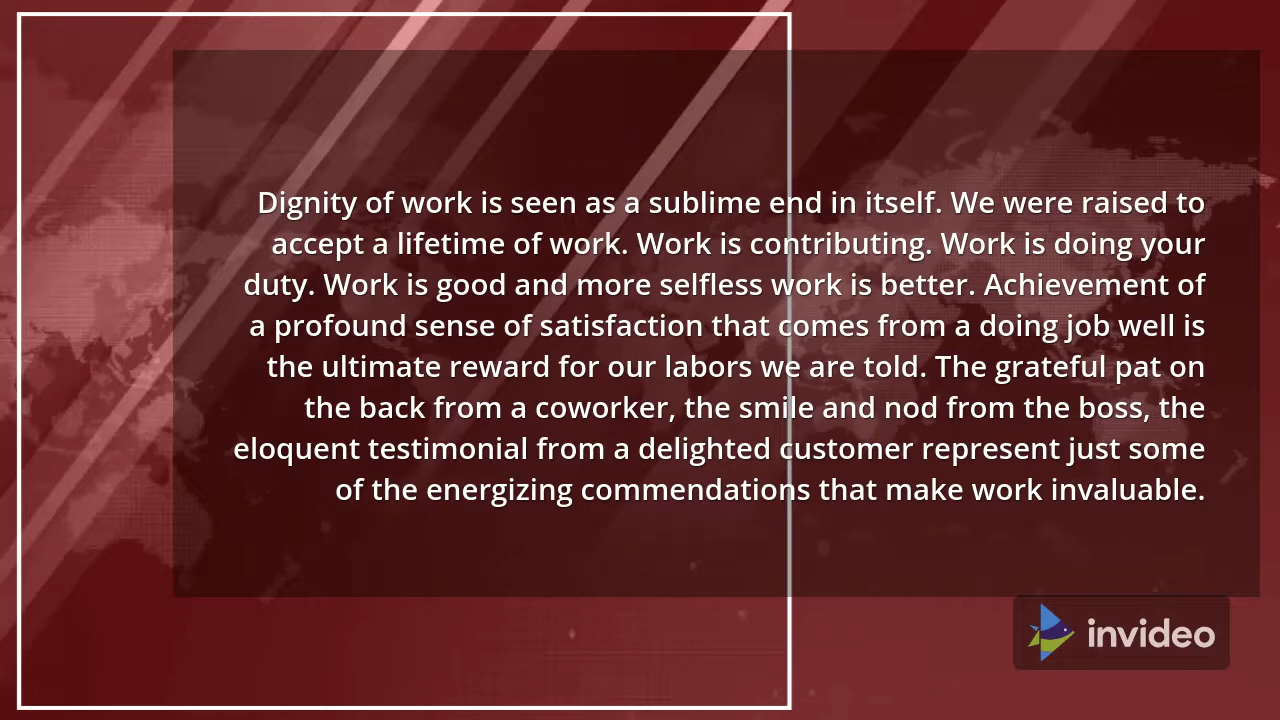 Dignity of work is seen as a sublime end in itself. We were raised to
accept a lifetime of work. Work is contributing. Work is doing your
duty. Work is good and more selfless work is better. Achievement of
a profound sense of satisfaction that comes from a doing job well is
the ultimate reward for our labors we are told. The grateful pat on
the back from a coworker, the smile and nod from the boss, the
eloquent testimonial from a delighted customer represent just some
of the energizing commendations that make work invaluable.
invideo